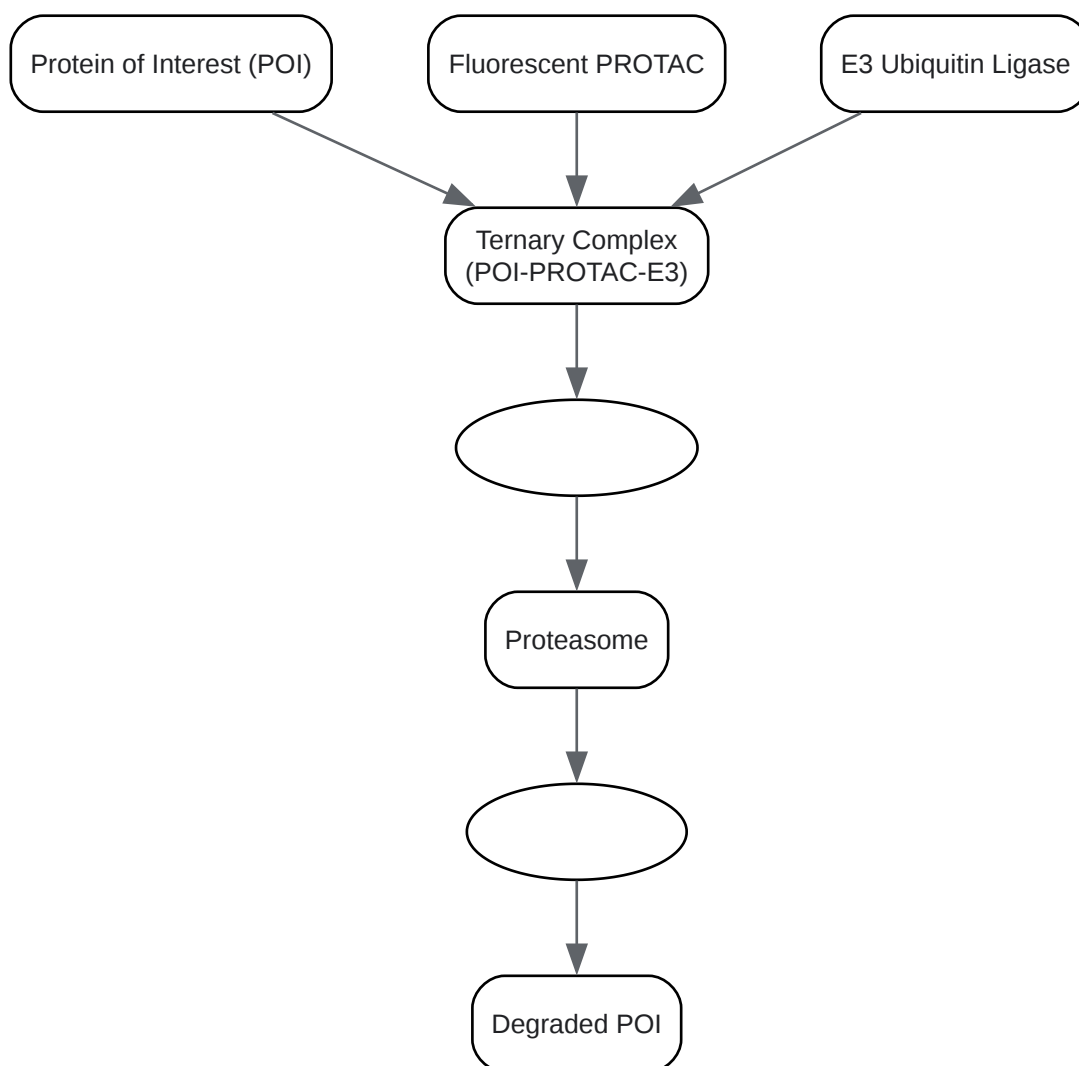 Protein of Interest (POI)
Fluorescent PROTAC
E3 Ubiquitin Ligase
Ternary Complex
(POI-PROTAC-E3)
Proteasome
Degraded POI